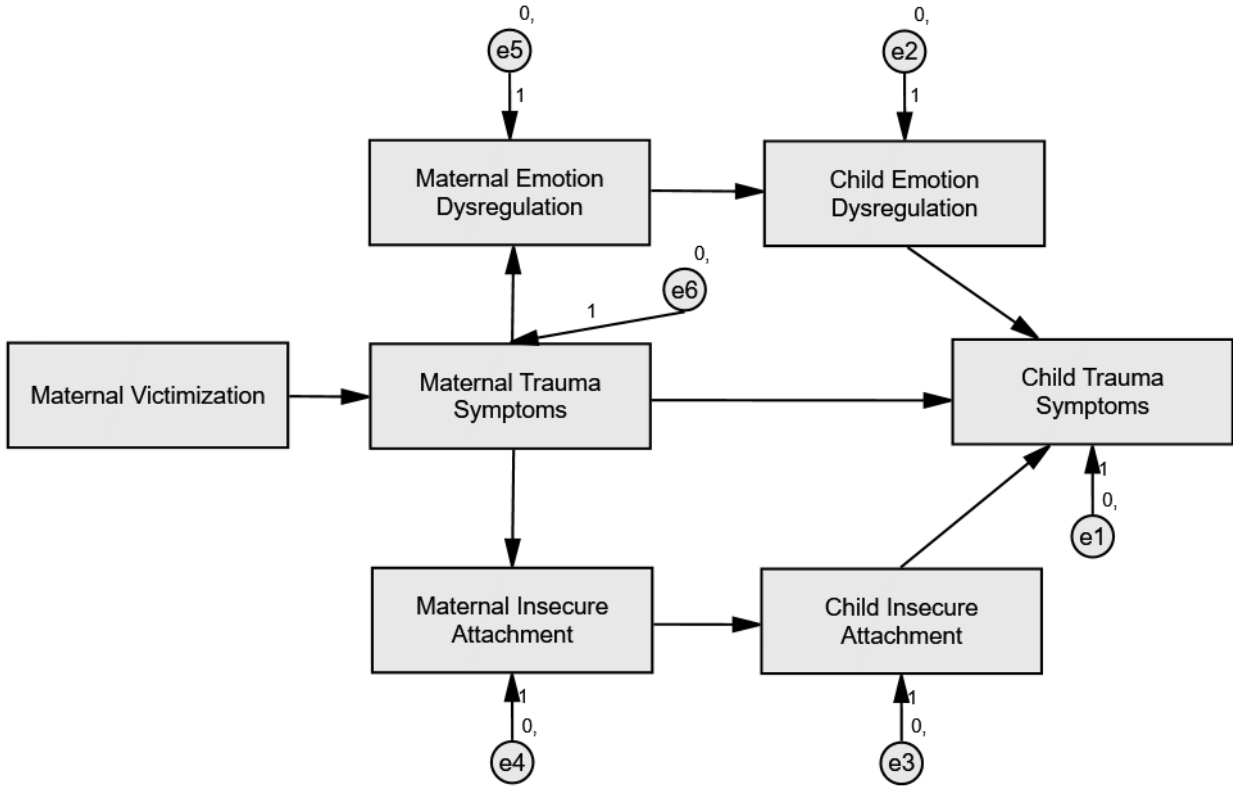 0,
e5
1
0,
e2
1
Maternal Emotion
Dysregulation
Child Emotion
Dysregulation
0,
e6
1
Maternal Victimization
Maternal Trauma
Symptoms
Child Trauma
Symptoms
1
0,
e1
Maternal Insecure
Attachment
Child Insecure
Attachment
1
0,
e4
1
0,
e3